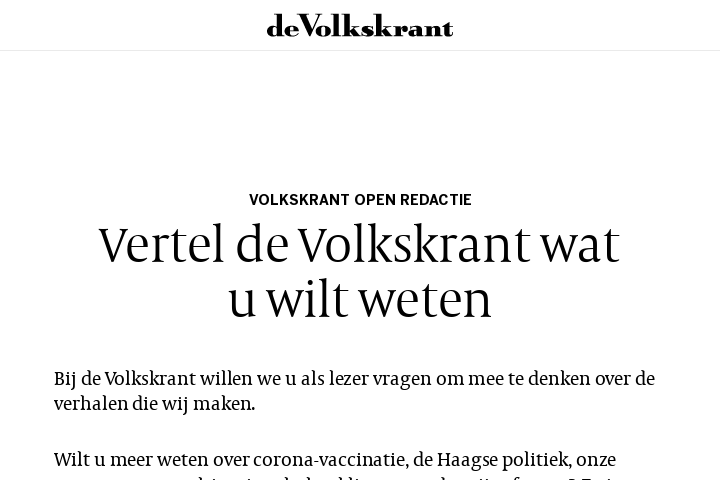 deVolkskrant
VOLKSKRANT OPEN REDACTIE
Vertel de Volkskrant wat
u wilt weten
Bij de Volkskrant willen we u als lezer vragen om mee te denken over de
verhalen die wij maken.
Wilt u meer weten over corona-vaccinatie, de Haagse politiek, onze